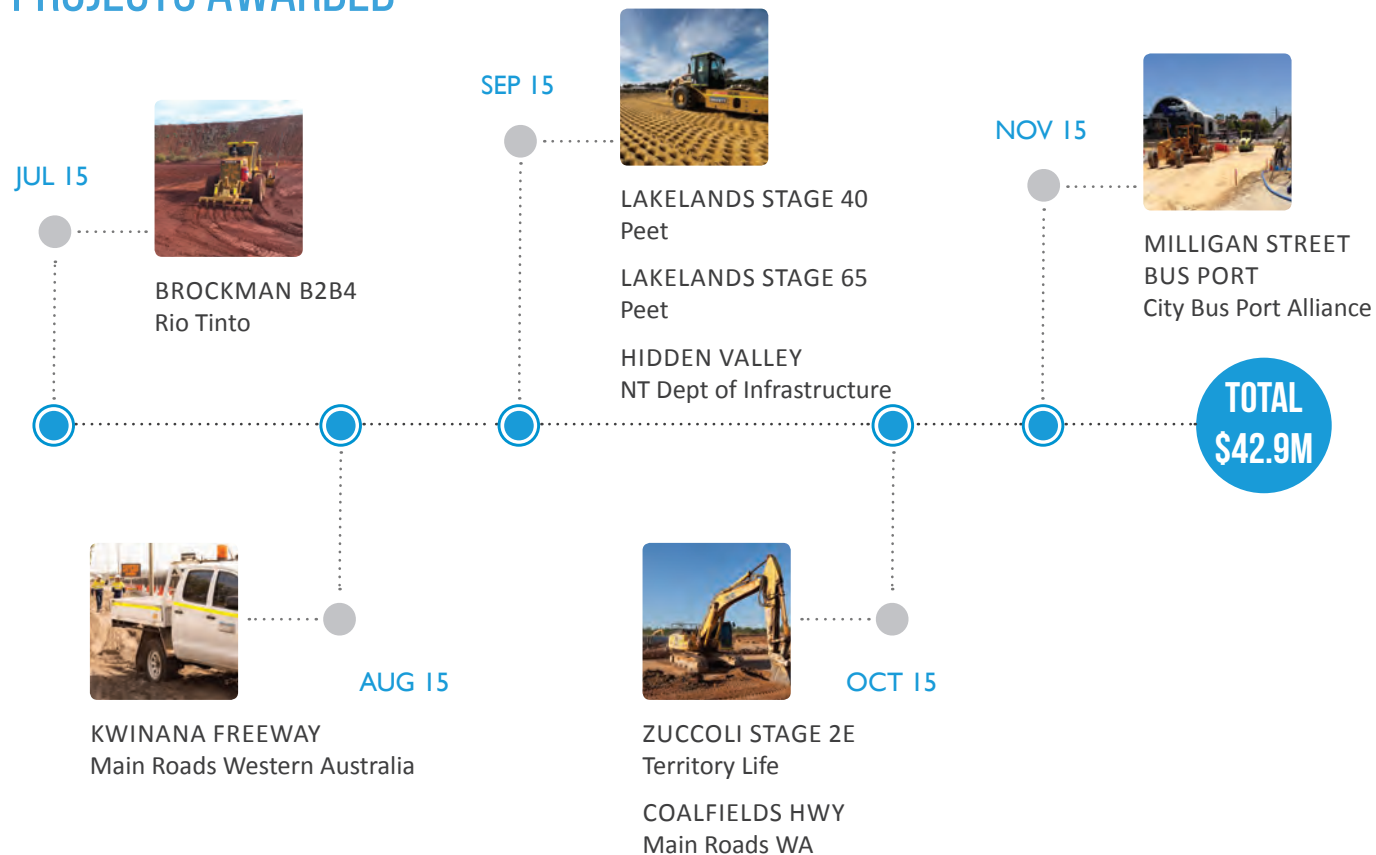 PROJECTS AWARDED
JUL 15
BROCKMAN B2B4
Rio Tinto
SEP 15
LAKELANDS STAGE 40
Peet
LAKELANDS STAGE 65
Peet
HIDDEN VALLEY
NT Dept of Infrastructure
NOV 15
MILLIGAN STREET
BUS PORT
City Bus Port Alliance
TOTAL
$42.9M
AUG 15
KWINANA FREEWAY
Main Roads Western Australia
OCT 15
ZUCCOLI STAGE 2E
Territory Life
COALFIELDS HWY
Main Roads WA